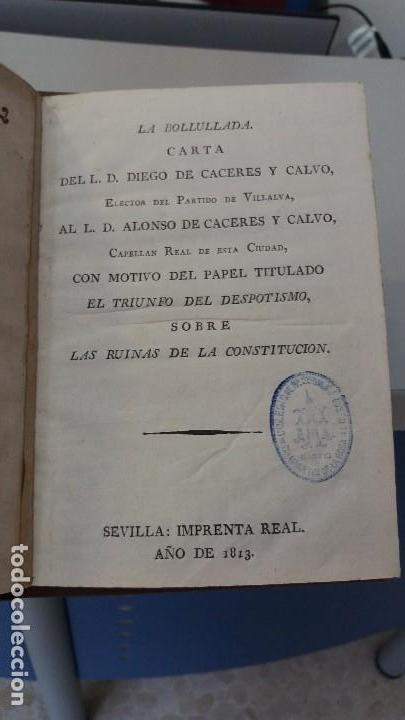 LA BOLLULLADA.
CARTA
DEL L. D. DIEGO DE CACERES Y CALVO,
ELECTOR DEL PARTIDO DE VILLALVA,
AL L. D. ALONSO DE CACERES Y CALVO,
CAPELLAN REAL DE ESTA CIUDAD,
CON MOTIVO DEL PAPEL TITULADO
EL TRIUNFO DEL DESPOTISMO,
SOBRE
LAS RUINAS DE LA CONSTITUCION.
SEVILLA: IMPRENTA REAL.
AÑO DE 1813.
todocoleccion.net